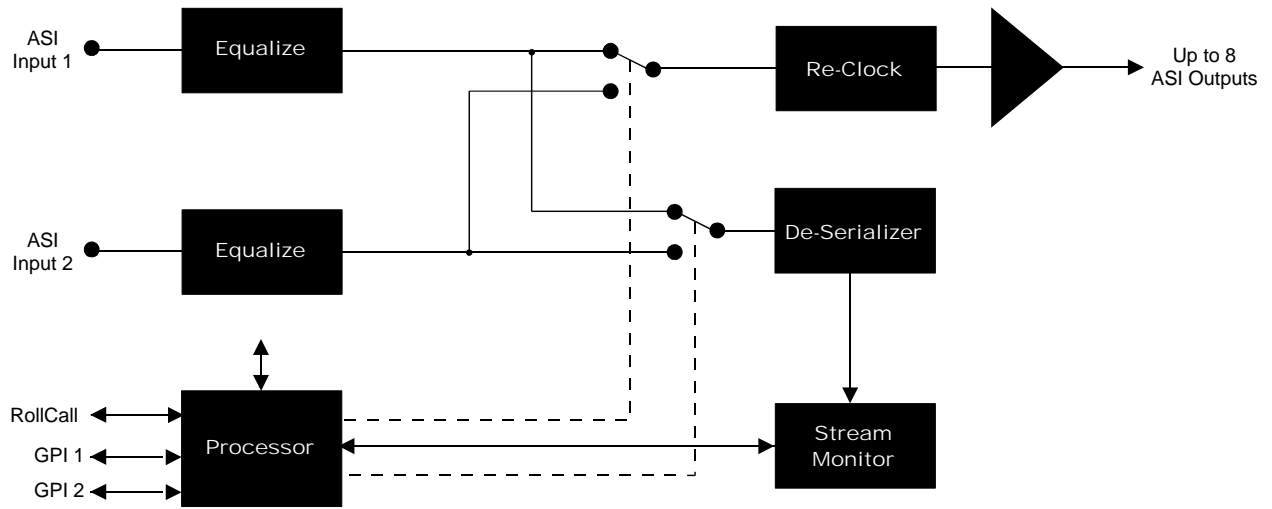 ASI
Input 1
Equalize
Re-Clock
Up to 8
ASI Outputs
ASI
Input 2
Equalize
De-Serializer
RollCall
GPI 1
GPI 2
Processor
Stream
Monitor